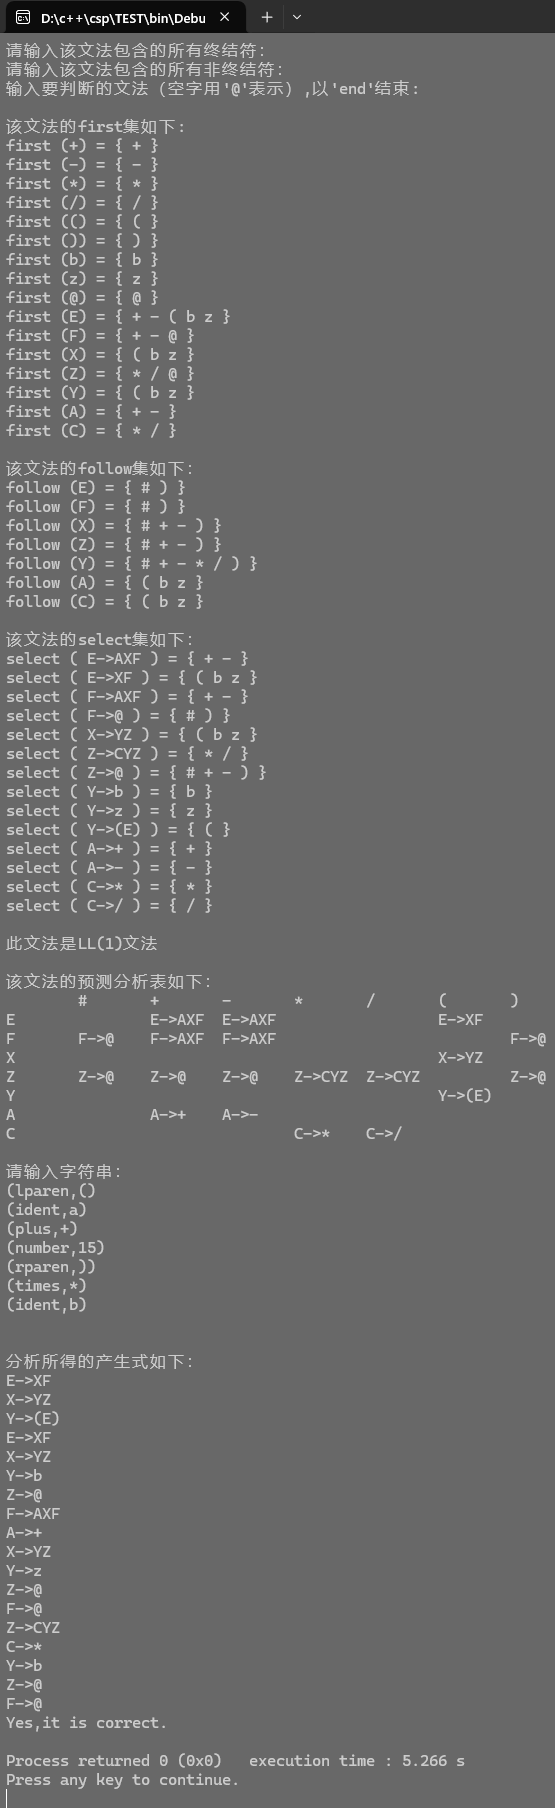 D:\c++\csp\TEST\bin\Debu
请输入该文法包含的所有终结符:
请输入该文法包含的所有非终结符:
输入要判断的文法（空字用'@'表示）,以'end'结束:
该文法的first集如下:
first (+) = { + }
first (-) = { - }
first (*) = { * }
first (/) = { / }
first (() = { ( }
first ()) = { ) }
first (b) = { b }
first (z) = { z }
first (@) = { @ }
first (E) = { + - ( b z }
first (F) = { + - @ }
first (X) = { ( b z }
first (Z) = { * / @ }
first (Y) = { ( b z }
first (A) = { + - }
first (C) = { * / }
该文法的follow集如下:
follow (E) = { # ) }
follow (F) = { # ) }
follow (X) = { # + - ) }
follow (Z) = { # + - ) }
follow (Y) = { # + - * / ) }
follow (A) = { ( b z }
follow (C) = { ( b z }
该文法的select集如下:
select ( E->AXF ) = { + - }
select ( E->XF ) = { ( b z }
select ( F->AXF ) = { + - }
select ( F->@ ) = { # ) }
select ( X->YZ ) = { ( b z }
select ( Z->CYZ ) = { * / }
select ( Z->@ ) = { # + - ) }
select ( Y->b ) = { b }
select ( Y->z ) = { z }
select ( Y->(E) ) = { ( }
select ( A->+ ) = { + }
select ( A->- ) = { - }
select ( C->* ) = { * }
select ( C->/ ) = { / }
此文法是LL(1)文法
该文法的预测分析表如下:
# + - * / ( )
E E->AXF E->AXF E->XF
F F->@ F->AXF F->AXF F->@
X X->YZ
Z Z->@ Z->@ Z->@ Z->CYZ Z->CYZ Z->@
Y Y->(E)
A A->+ A->-
C C->* C->/
请输入字符串:
(lparen,()
(ident,a)
(plus,+)
(number,15)
(rparen,))
(times,*)
(ident,b)
分析所得的产生式如下:
E->XF
X->YZ
Y->(E)
E->XF
X->YZ
Y->b
Z->@
F->AXF
A->+
X->YZ
Y->z
Z->@
F->@
Z->CYZ
C->*
Y->b
Z->@
F->@
Yes,it is correct.
Process returned 0 (0x0) execution time : 5.266 s
Press any key to continue.